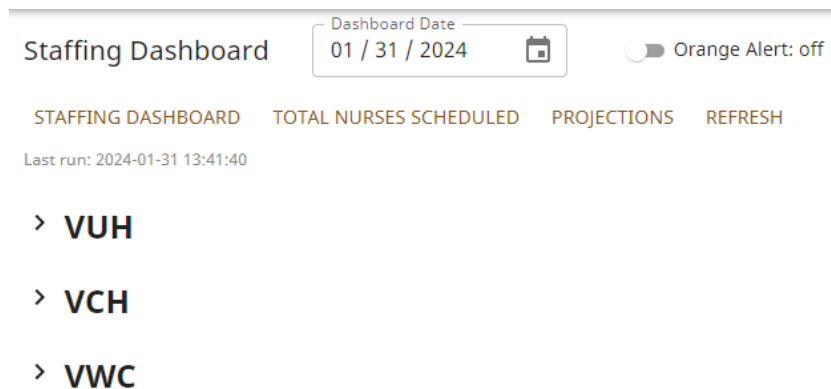 Dashboard Date
Staffing Dashboard 01 / 31 / 2024 Orange Alert: off
STAFFING DASHBOARD TOTAL NURSES SCHEDULED PROJECTIONS REFRESH
Last run: 2024-01-31 13:41:40
VUH
VCH
VWC